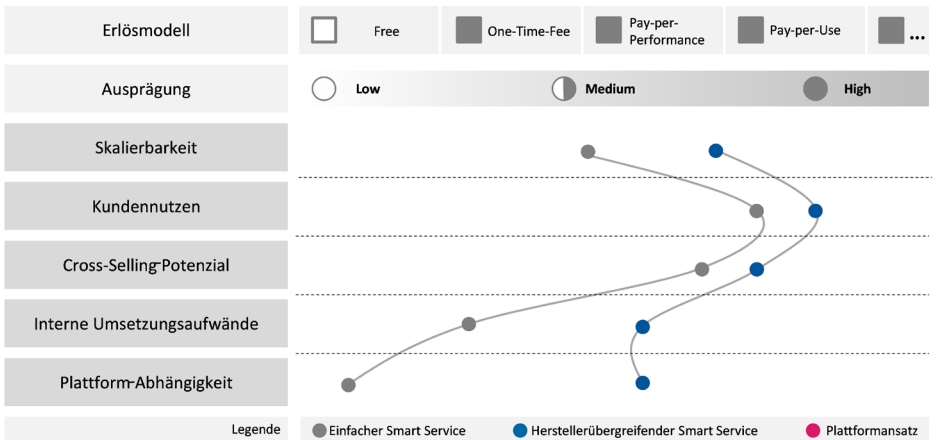 Erlösmodell
Free
One-Time-Fee
Pay-per-
Performance
Pay-per-Use
...
Ausprägung
Low
Medium
High
Skalierbarkeit
Kundennutzen
Cross-Selling-Potenzial
Interne Umsetzungsaufwände
Plattform-Abhängigkeit
Legende
Einfacher Smart Service
Herstellerübergreifender Smart Service
Plattformansatz